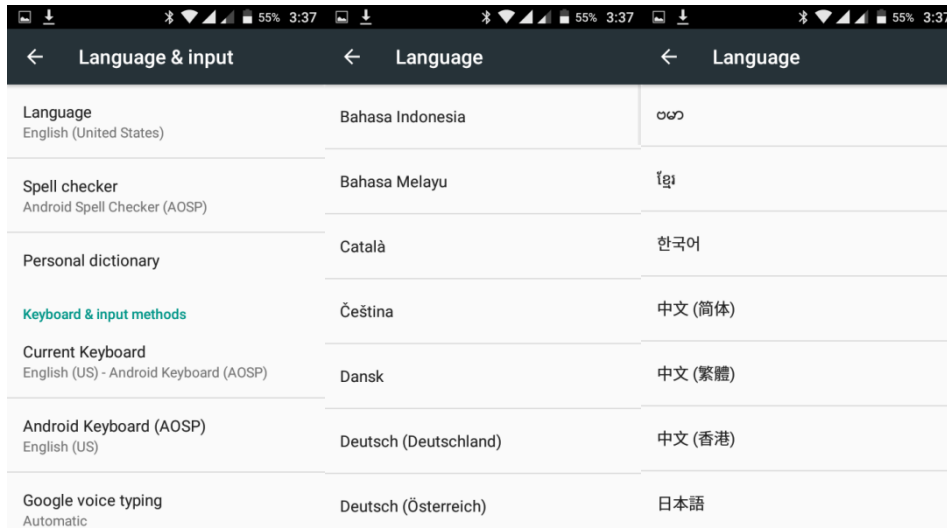 55% 3:37
Language & input
Language
English (United States)
Spell checker
Android Spell Checker (AOSP)
Personal dictionary
Keyboard & input methods
Current Keyboard
English (US) - Android Keyboard (AOSP)
Android Keyboard (AOSP)
English (US)
Google voice typing
Automatic
55% 3:37
Language
Bahasa Indonesia
Bahasa Melayu
Català
Čeština
Dansk
Deutsch (Deutschland)
Deutsch (Österreich)
55% 3:37
Language
ဗမာ
ខ្មែរ
한국어
中文 (简体)
中文 (繁體)
中文 (香港)
日本語